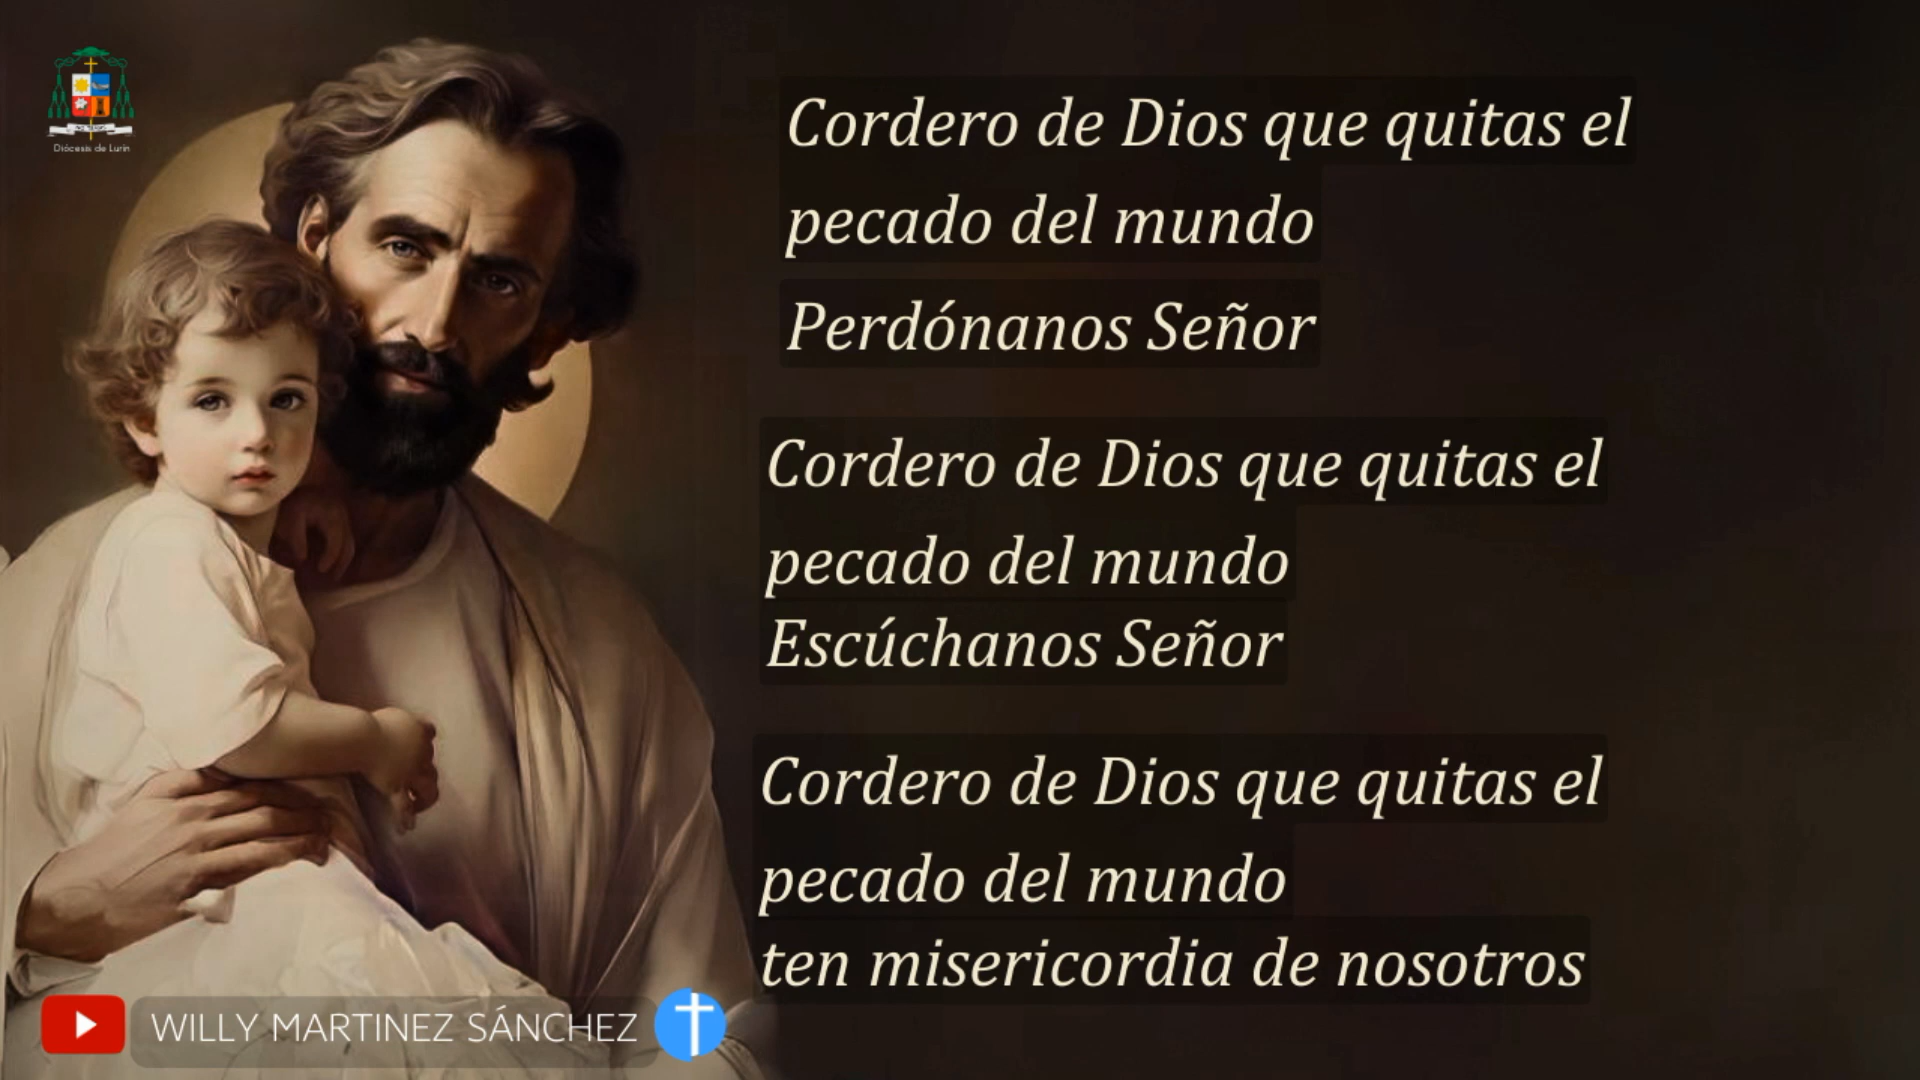 Diócesis de Lurín
Cordero de Dios que quitas el
pecado del mundo
Perdónanos Señor
Cordero de Dios que quitas el
pecado del mundo
Escúchanos Señor
Cordero de Dios que quitas el
pecado del mundo
ten misericordia de nosotros
WILLY MARTINEZ SÁNCHEZ